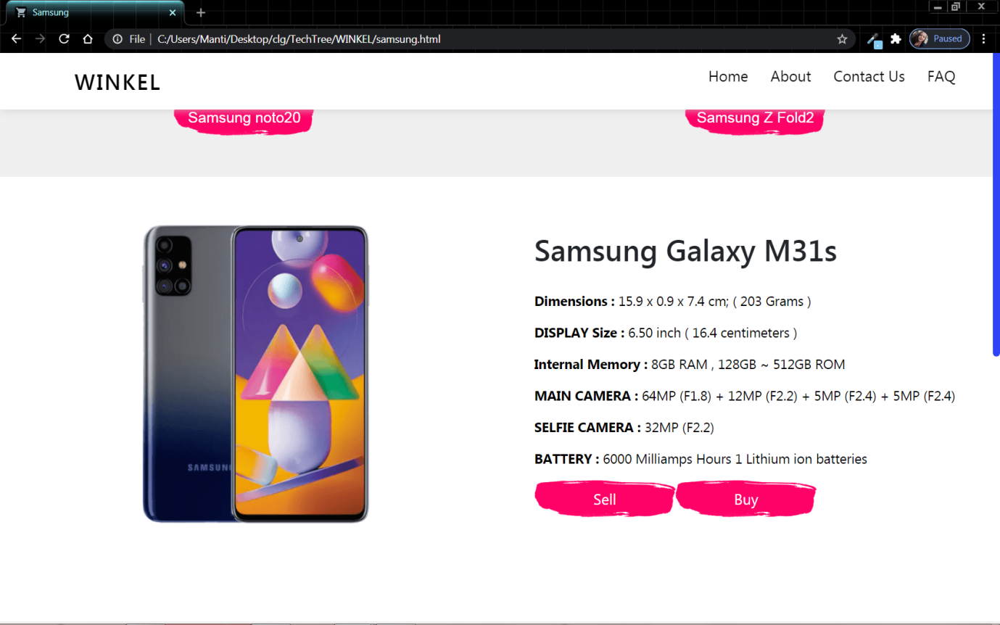 Samsung
File | C:/Users/Manti/Desktop/clg/TechTree/WINKEL/samsung.html
Paused
WINKEL
Home About Contact Us FAQ
Samsung noto20 Samsung Z Fold2
Samsung Galaxy M31s
Dimensions : 15.9 x 0.9 x 7.4 cm; ( 203 Grams )
DISPLAY Size : 6.50 inch ( 16.4 centimeters )
Internal Memory : 8GB RAM , 128GB ~ 512GB ROM
MAIN CAMERA : 64MP (F1.8) + 12MP (F2.2) + 5MP (F2.4) + 5MP (F2.4)
SELFIE CAMERA : 32MP (F2.2)
BATTERY : 6000 Milliamps Hours 1 Lithium ion batteries
SAMSUN
Sell Buy